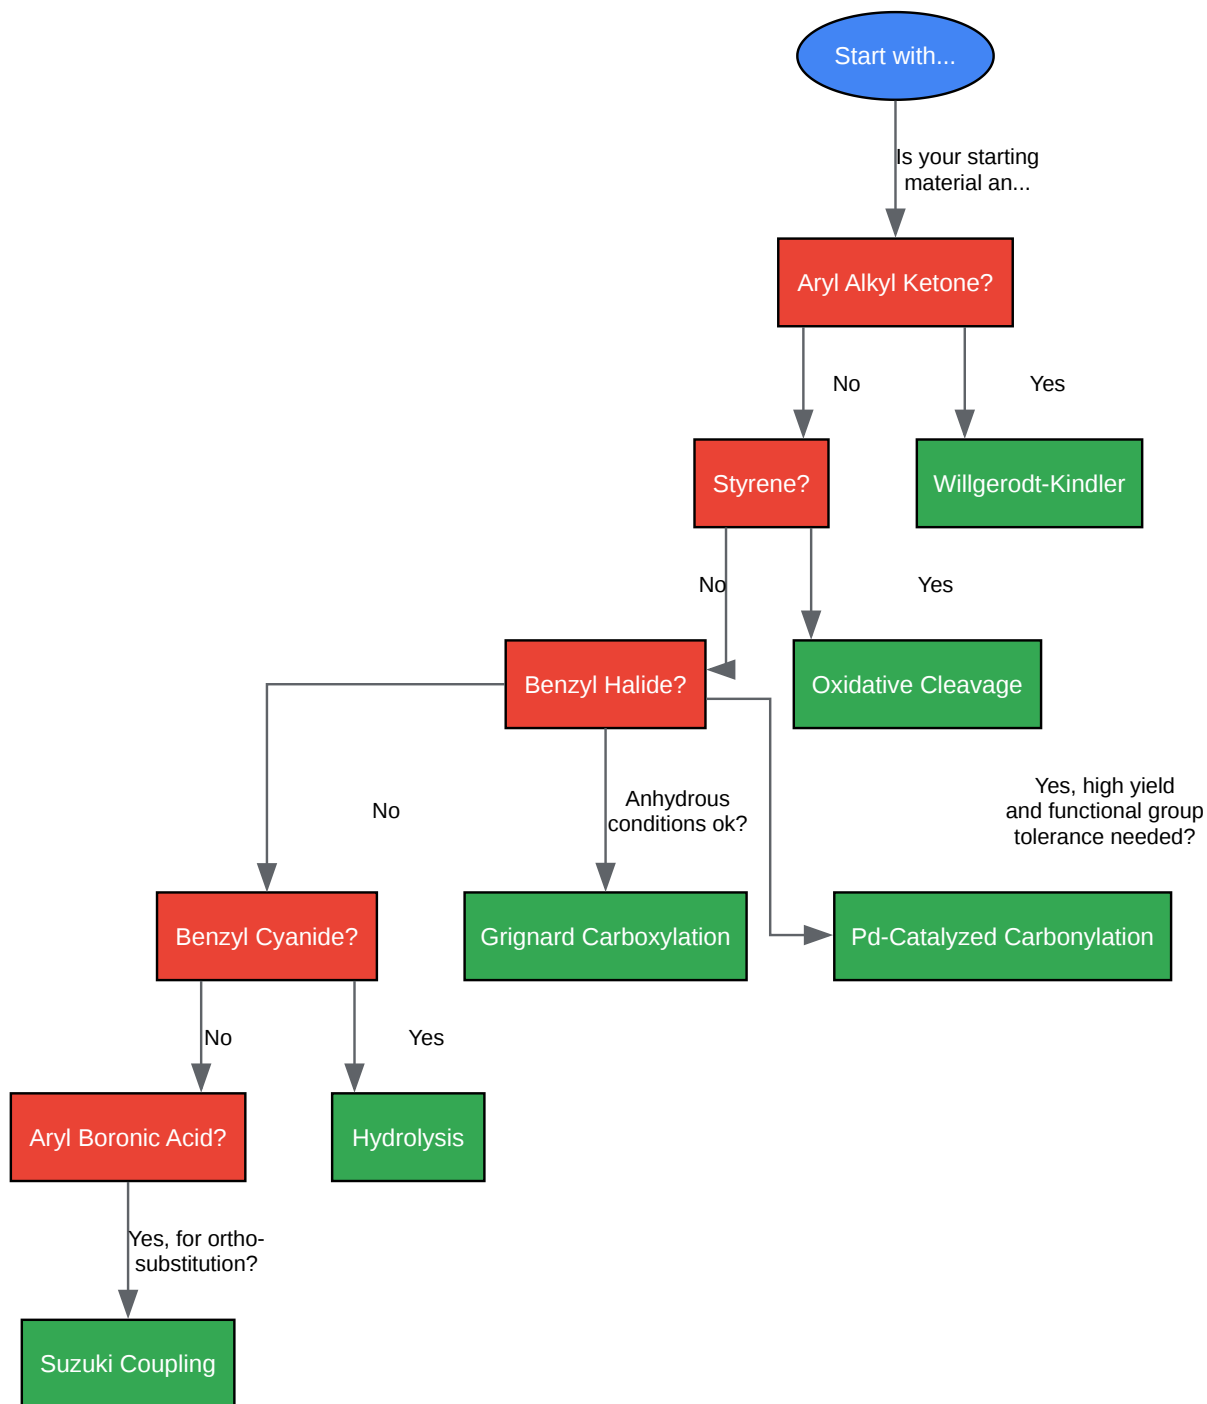 Start with...
Is your starting
material an...
Aryl Alkyl Ketone?
No
Yes
Styrene?
Willgerodt-Kindler
No
Yes
Benzyl Halide?
Oxidative Cleavage
No
Anhydrous
conditions ok?
Yes, high yield
and functional group
tolerance needed?
Benzyl Cyanide?
Grignard Carboxylation
Pd-Catalyzed Carbonylation
No
Yes
Aryl Boronic Acid?
Hydrolysis
Yes, for ortho-
substitution?
Suzuki Coupling